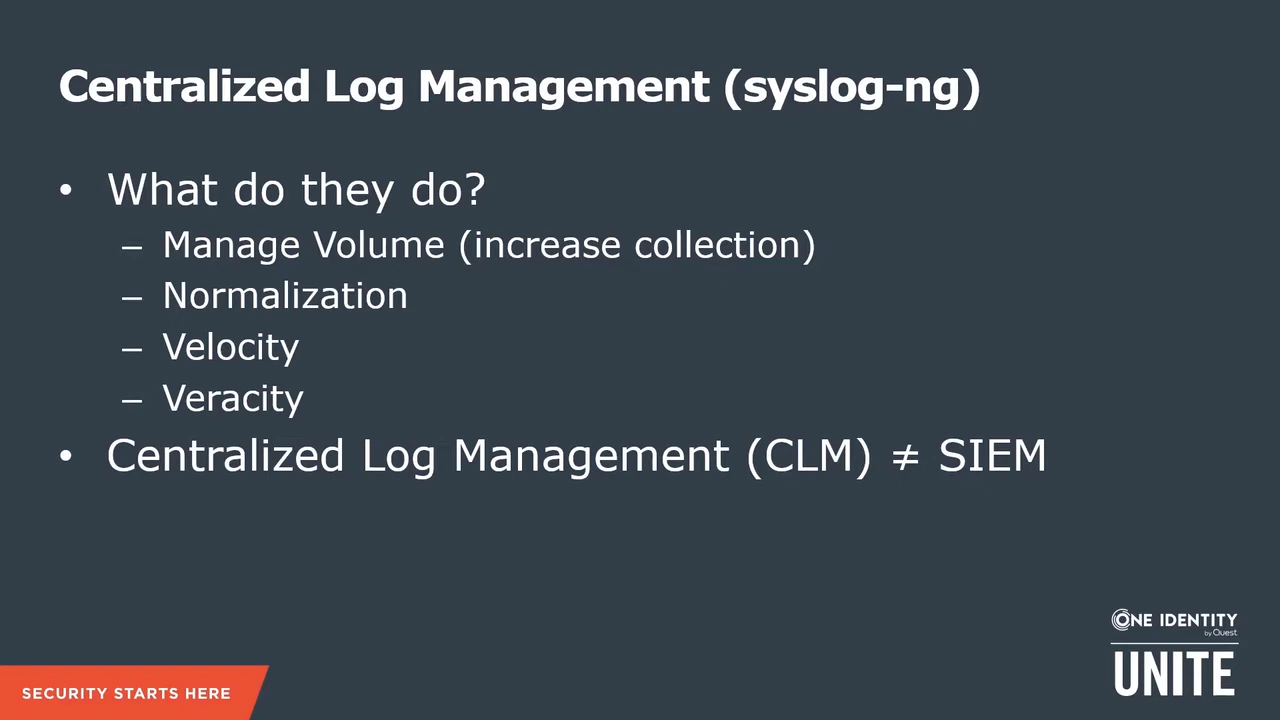 Centralized Log Management (syslog-ng)
• What do they do?
– Manage Volume (increase collection)
– Normalization
– Velocity
– Veracity
• Centralized Log Management (CLM) ≠ SIEM
ONE IDENTITY
by Quest
UNITE
SECURITY STARTS HERE